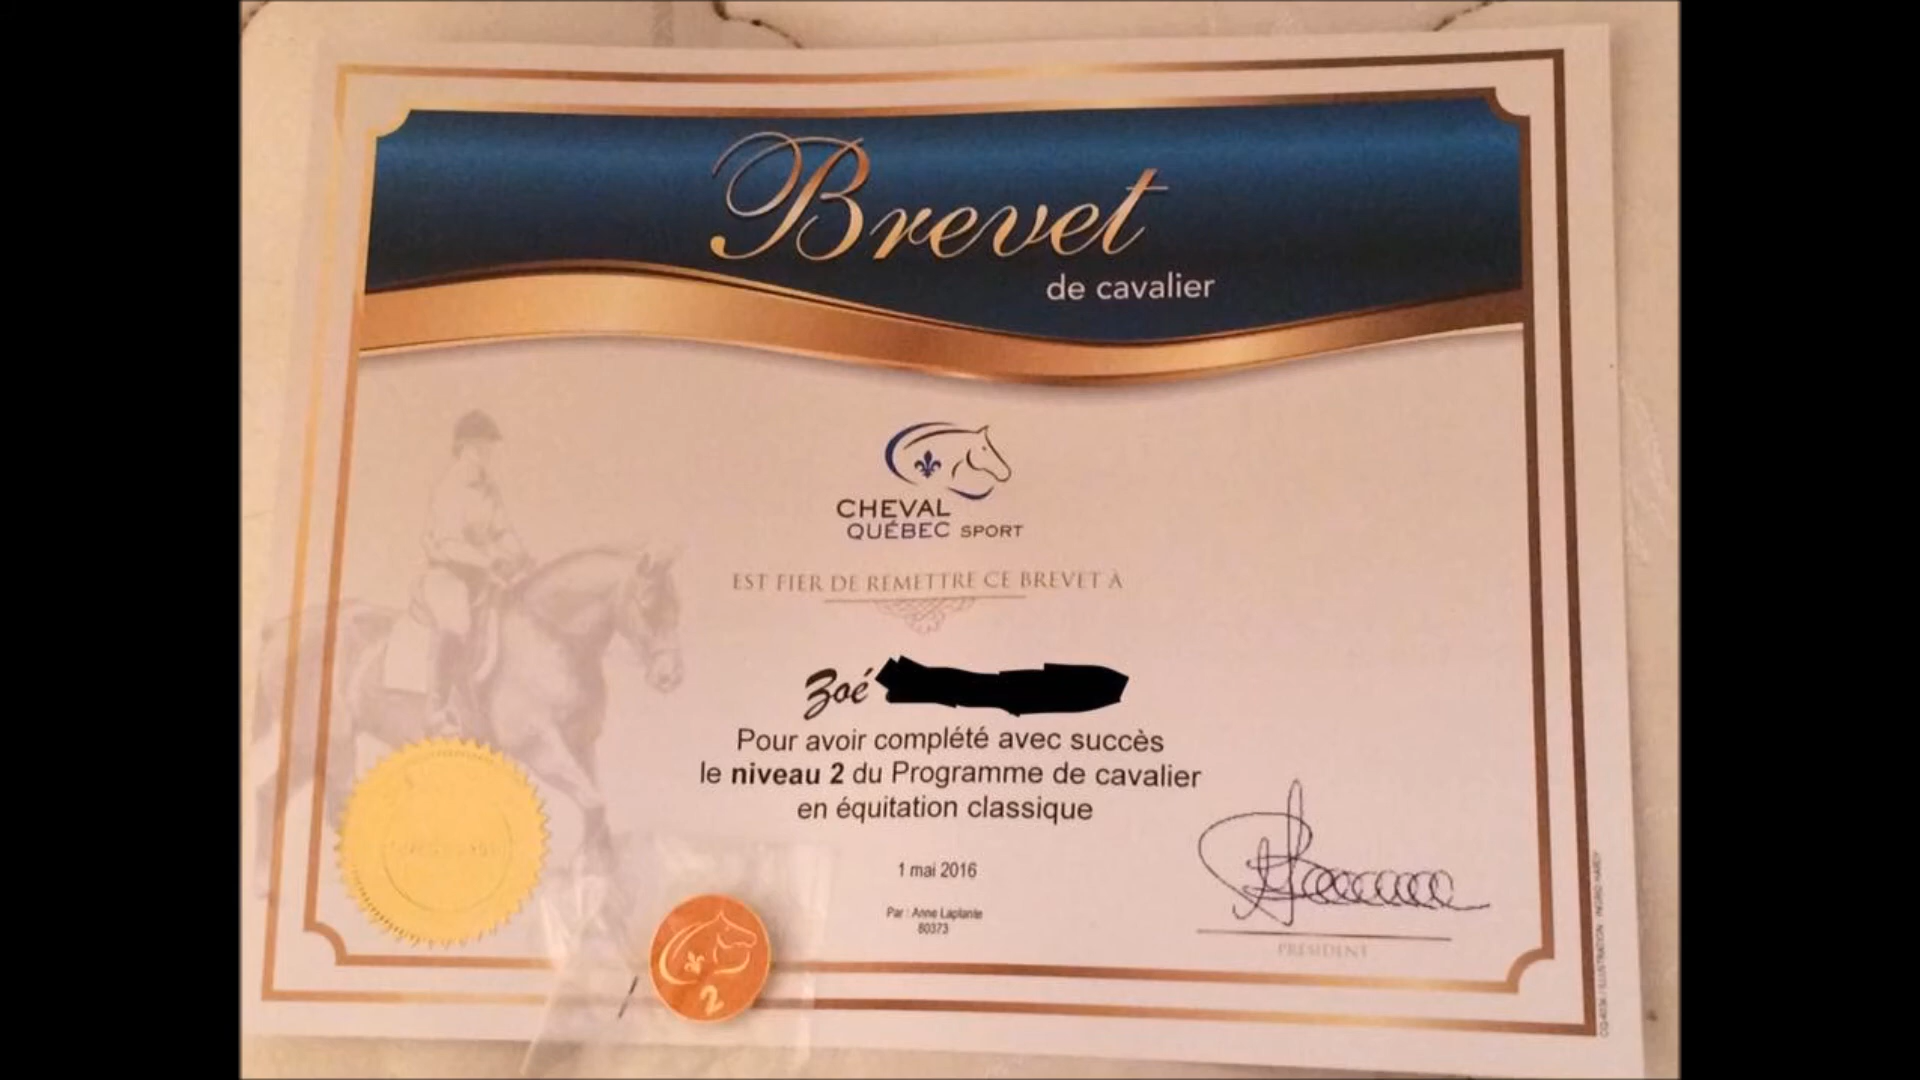 Brevet
de cavalier
CHEVAL
QUÉBEC SPORT
EST FIER DE REMETTRE CE BREVET À
Zoé
Pour avoir complété avec succès
le niveau 2 du Programme de cavalier
en équitation classique
1 mai 2016
Par : Anne Laplante
80373
PRÉSIDENT
2